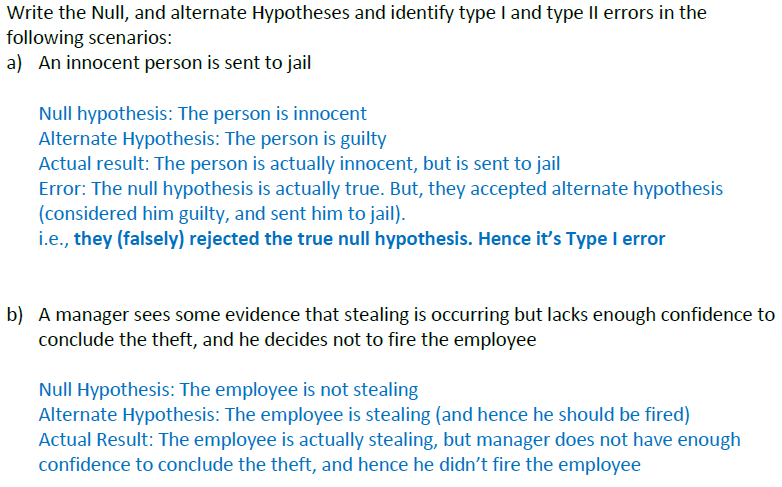 Write the Null, and alternate Hypotheses and identify type I and type II errors in the
following scenarios:
a) An innocent person is sent to jail
Null hypothesis: The person is innocent
Alternate Hypothesis: The person is guilty
Actual result: The person is actually innocent, but is sent to jail
Error: The null hypothesis is actually true. But, they accepted alternate hypothesis
(considered him guilty, and sent him to jail).
i.e., they (falsely) rejected the true null hypothesis. Hence it’s Type I error
b) A manager sees some evidence that stealing is occurring but lacks enough confidence to
conclude the theft, and he decides not to fire the employee
Null Hypothesis: The employee is not stealing
Alternate Hypothesis: The employee is stealing (and hence he should be fired)
Actual Result: The employee is actually stealing, but manager does not have enough
confidence to conclude the theft, and hence he didn’t fire the employee